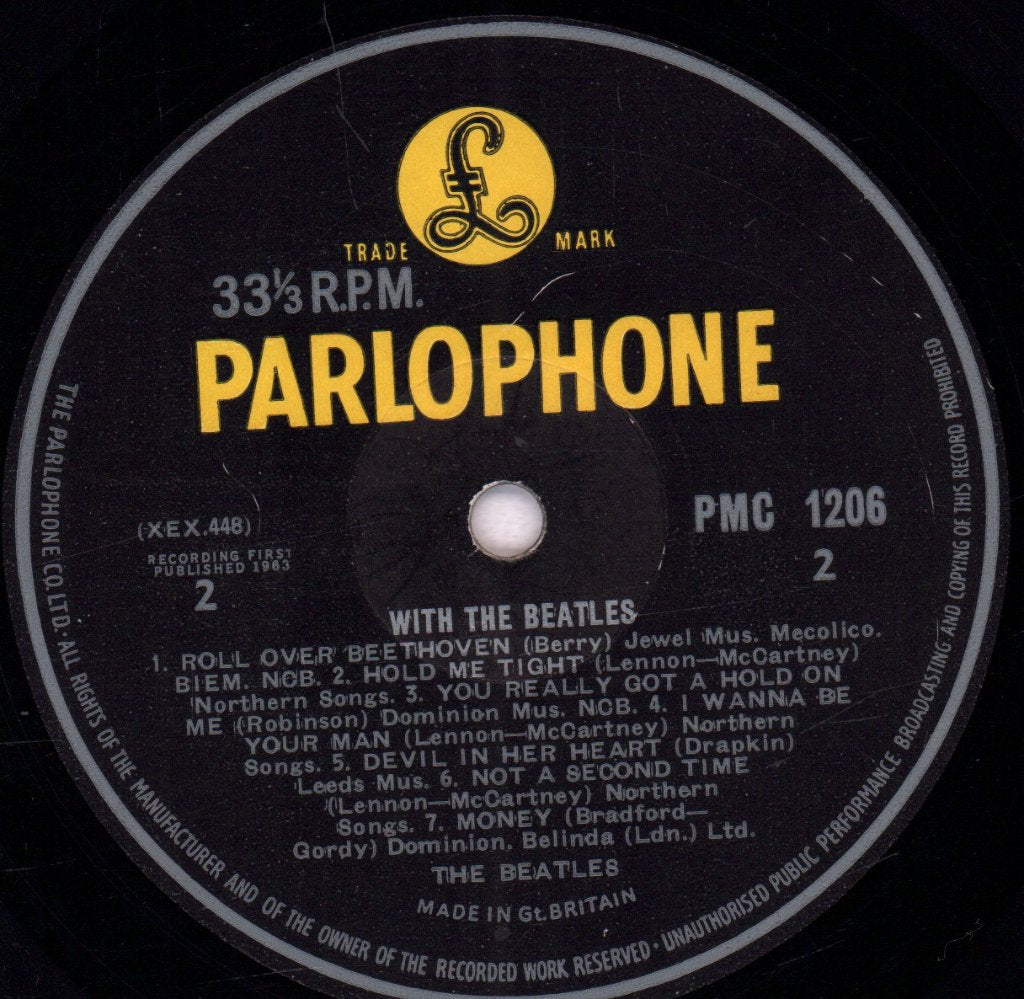 £
TRADE MARK
33⅓ R.P.M.
PARLOPHONE
(XEX.448)
RECORDING FIRST
PUBLISHED 1963
2
PMC 1206
2
WITH THE BEATLES
1. ROLL OVER BEETHOVEN (Berry) Jewel Mus. Mecolico.
BIEM. NCB. 2. HOLD ME TIGHT (Lennon—McCartney)
Northern Songs. 3. YOU REALLY GOT A HOLD ON
ME (Robinson) Dominion Mus. NCB. 4. I WANNA BE
YOUR MAN (Lennon—McCartney) Northern
Songs. 5. DEVIL IN HER HEART (Drapkin)
Leeds Mus. 6. NOT A SECOND TIME
(Lennon—McCartney) Northern
Songs. 7. MONEY (Bradford—
Gordy) Dominion. Belinda (Ldn.) Ltd.
THE BEATLES
MADE IN Gt. BRITAIN
THE PARLOPHONE CO. LTD. · ALL RIGHTS OF THE MANUFACTURER AND OF THE OWNER OF THE RECORDED WORK RESERVED · UNAUTHORISED PUBLIC PERFORMANCE BROADCASTING AND COPYING OF THIS RECORD PROHIBITED